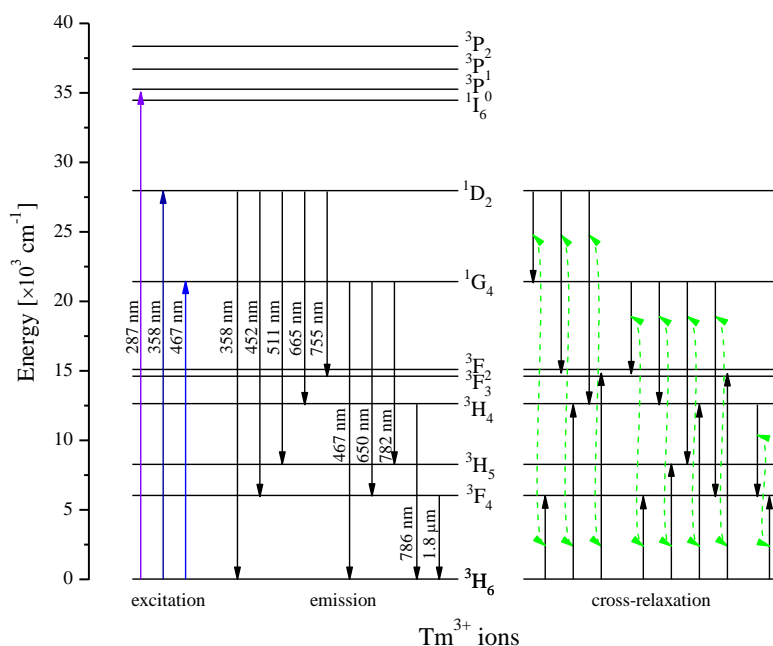 40
35
30
25
20
15
10
5
0
Energy [×10³ cm⁻¹]
³P₂
³P₁
³P₀
¹I₆
¹D₂
¹G₄
³F₂
³F₃
³H₄
³H₅
³F₄
³H₆
287 nm
358 nm
467 nm
358 nm
452 nm
511 nm
665 nm
755 nm
467 nm
650 nm
782 nm
786 nm
1.8 µm
excitation
emission
cross-relaxation
Tm³⁺ ions